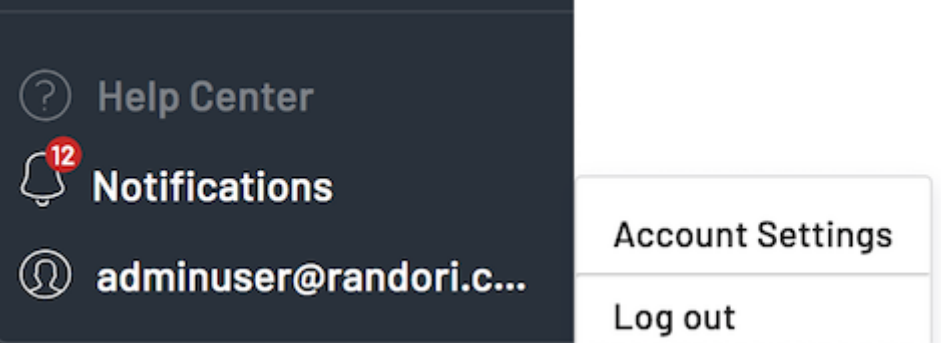 Help Center
12
Notifications
adminuser@randori.c...
Account Settings
Log out